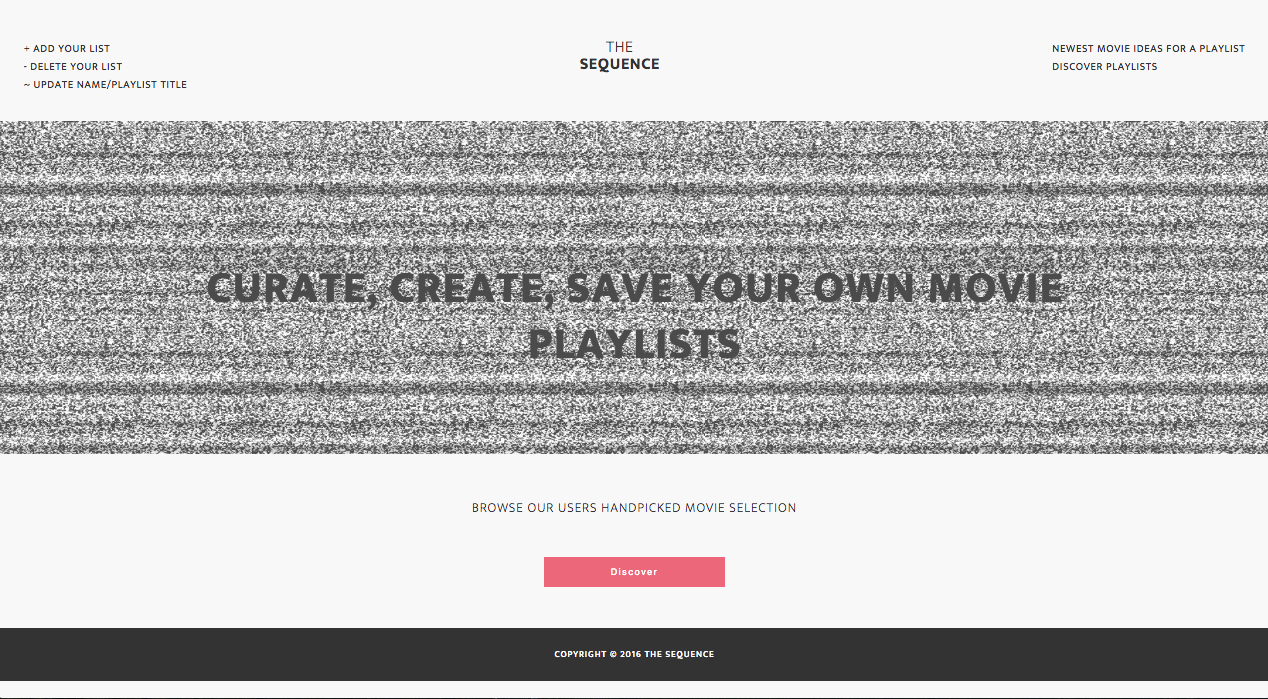 + ADD YOUR LIST
- DELETE YOUR LIST
~ UPDATE NAME/PLAYLIST TITLE
THE
SEQUENCE
NEWEST MOVIE IDEAS FOR A PLAYLIST
DISCOVER PLAYLISTS
CURATE, CREATE, SAVE YOUR OWN MOVIE
PLAYLISTS
BROWSE OUR USERS HANDPICKED MOVIE SELECTION
Discover
COPYRIGHT © 2016 THE SEQUENCE